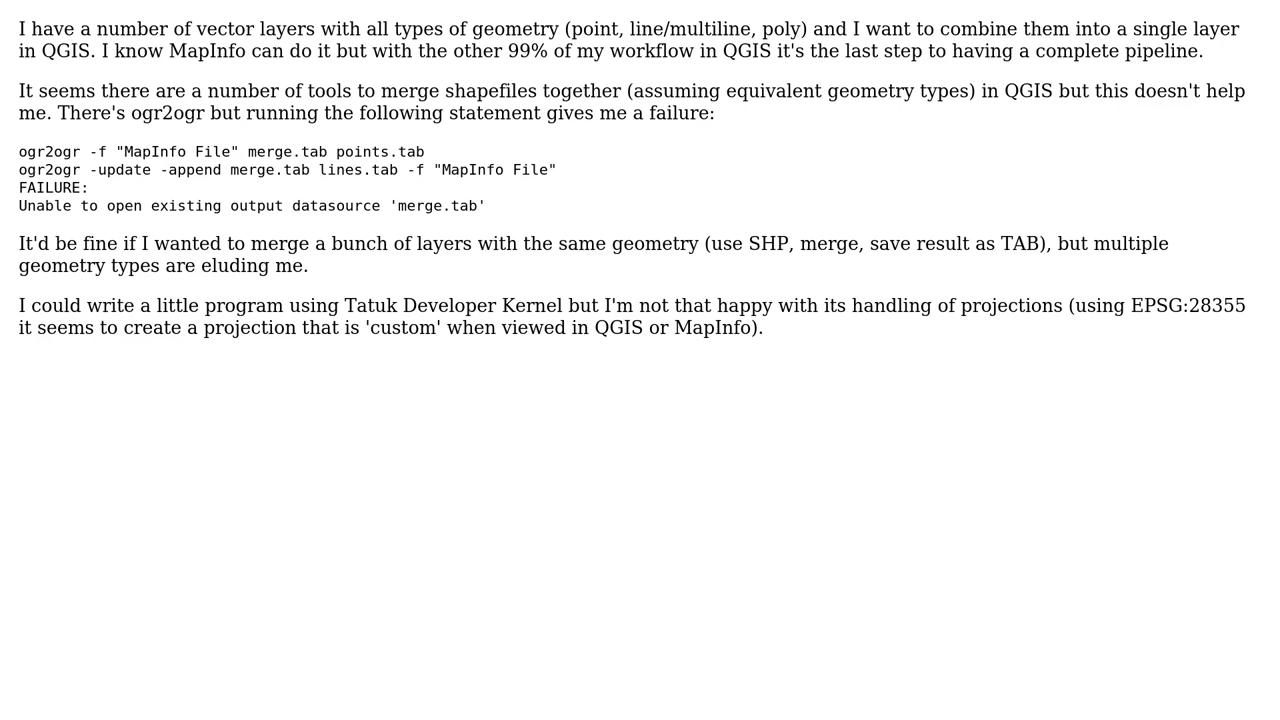 I have a number of vector layers with all types of geometry (point, line/multiline, poly) and I want to combine them into a single layer
in QGIS. I know MapInfo can do it but with the other 99% of my workflow in QGIS it's the last step to having a complete pipeline.
It seems there are a number of tools to merge shapefiles together (assuming equivalent geometry types) in QGIS but this doesn't help
me. There's ogr2ogr but running the following statement gives me a failure:
ogr2ogr -f "MapInfo File" merge.tab points.tab
ogr2ogr -update -append merge.tab lines.tab -f "MapInfo File"
FAILURE:
Unable to open existing output datasource 'merge.tab'
It'd be fine if I wanted to merge a bunch of layers with the same geometry (use SHP, merge, save result as TAB), but multiple
geometry types are eluding me.
I could write a little program using Tatuk Developer Kernel but I'm not that happy with its handling of projections (using EPSG:28355
it seems to create a projection that is 'custom' when viewed in QGIS or MapInfo).